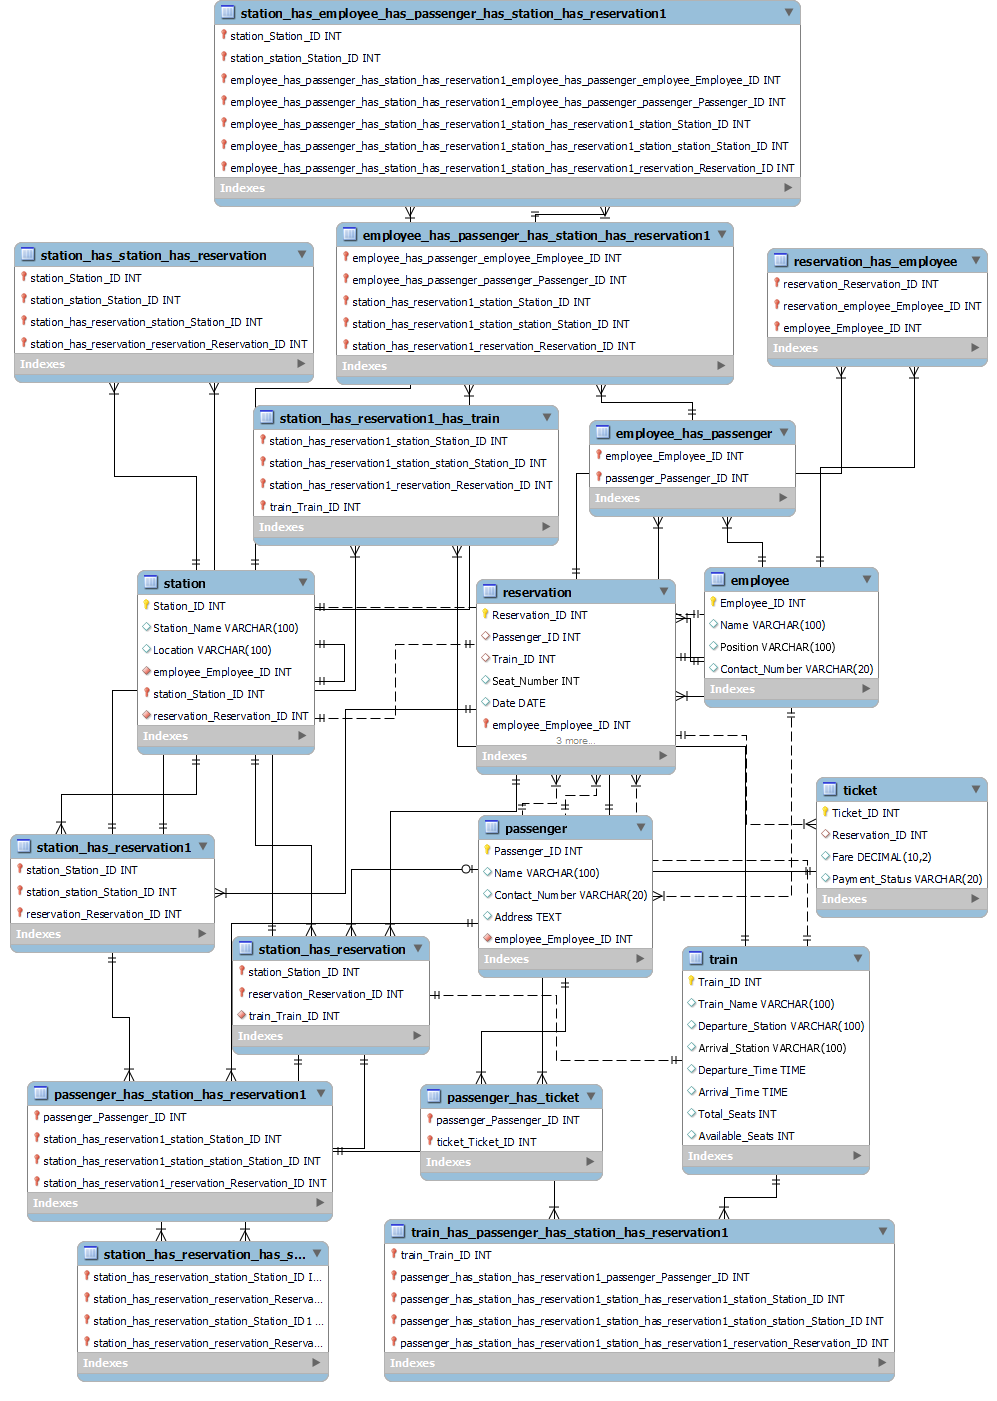 station_has_employee_has_passenger_has_station_has_reservation1
station_Station_ID INT
station_station_Station_ID INT
employee_has_passenger_has_station_has_reservation1_employee_has_passenger_employee_Employee_ID INT
employee_has_passenger_has_station_has_reservation1_employee_has_passenger_passenger_Passenger_ID INT
employee_has_passenger_has_station_has_reservation1_station_has_reservation1_station_Station_ID INT
employee_has_passenger_has_station_has_reservation1_station_has_reservation1_station_station_Station_ID INT
employee_has_passenger_has_station_has_reservation1_station_has_reservation1_reservation_Reservation_ID INT
Indexes
station_has_station_has_reservation
station_Station_ID INT
station_station_Station_ID INT
station_has_reservation_station_Station_ID INT
station_has_reservation_reservation_Reservation_ID INT
Indexes
employee_has_passenger_has_station_has_reservation1
employee_has_passenger_employee_Employee_ID INT
employee_has_passenger_passenger_Passenger_ID INT
station_has_reservation1_station_Station_ID INT
station_has_reservation1_station_station_Station_ID INT
station_has_reservation1_reservation_Reservation_ID INT
Indexes
reservation_has_employee
reservation_Reservation_ID INT
reservation_employee_Employee_ID INT
employee_Employee_ID INT
Indexes
station_has_reservation1_has_train
station_has_reservation1_station_Station_ID INT
station_has_reservation1_station_station_Station_ID INT
station_has_reservation1_reservation_Reservation_ID INT
train_Train_ID INT
Indexes
employee_has_passenger
employee_Employee_ID INT
passenger_Passenger_ID INT
Indexes
station
Station_ID INT
Station_Name VARCHAR(100)
Location VARCHAR(100)
employee_Employee_ID INT
station_Station_ID INT
reservation_Reservation_ID INT
Indexes
reservation
Reservation_ID INT
Passenger_ID INT
Train_ID INT
Seat_Number INT
Date DATE
employee_Employee_ID INT
3 more...
Indexes
employee
Employee_ID INT
Name VARCHAR(100)
Position VARCHAR(100)
Contact_Number VARCHAR(20)
Indexes
ticket
Ticket_ID INT
Reservation_ID INT
Fare DECIMAL(10,2)
Payment_Status VARCHAR(20)
Indexes
station_has_reservation1
station_Station_ID INT
station_station_Station_ID INT
reservation_Reservation_ID INT
Indexes
passenger
Passenger_ID INT
Name VARCHAR(100)
Contact_Number VARCHAR(20)
Address TEXT
employee_Employee_ID INT
Indexes
station_has_reservation
station_Station_ID INT
reservation_Reservation_ID INT
train_Train_ID INT
Indexes
train
Train_ID INT
Train_Name VARCHAR(100)
Departure_Station VARCHAR(100)
Arrival_Station VARCHAR(100)
Departure_Time TIME
Arrival_Time TIME
Total_Seats INT
Available_Seats INT
Indexes
passenger_has_station_has_reservation1
passenger_Passenger_ID INT
station_has_reservation1_station_Station_ID INT
station_has_reservation1_station_station_Station_ID INT
station_has_reservation1_reservation_Reservation_ID INT
Indexes
passenger_has_ticket
passenger_Passenger_ID INT
ticket_Ticket_ID INT
Indexes
station_has_reservation_has_s...
station_has_reservation_station_Station_ID I...
station_has_reservation_reservation_Reserva...
station_has_reservation_station_Station_ID1 ...
station_has_reservation_reservation_Reserva...
Indexes
train_has_passenger_has_station_has_reservation1
train_Train_ID INT
passenger_has_station_has_reservation1_passenger_Passenger_ID INT
passenger_has_station_has_reservation1_station_has_reservation1_station_Station_ID INT
passenger_has_station_has_reservation1_station_has_reservation1_station_station_Station_ID INT
passenger_has_station_has_reservation1_station_has_reservation1_reservation_Reservation_ID INT
Indexes